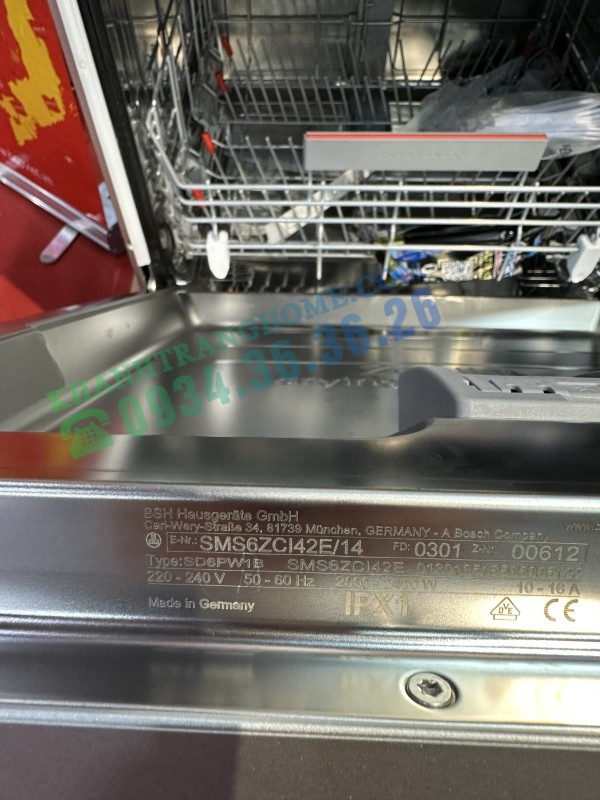 KHANHTRANGHOME.C
0934.36.36.26
drying
BSH Hausgeräte GmbH
Carl-Wery-Straße 34, 81739 München, GERMANY - A Bosch Company
E-Nr.: SMS6ZCI42E/14 FD: 0301 Z-Nr.: 00612
Type:SD6PW1B SMS6ZCI42E
220 - 240 V 50 - 60 Hz W 10 - 16 A
Made in Germany IPX1 DVE CE